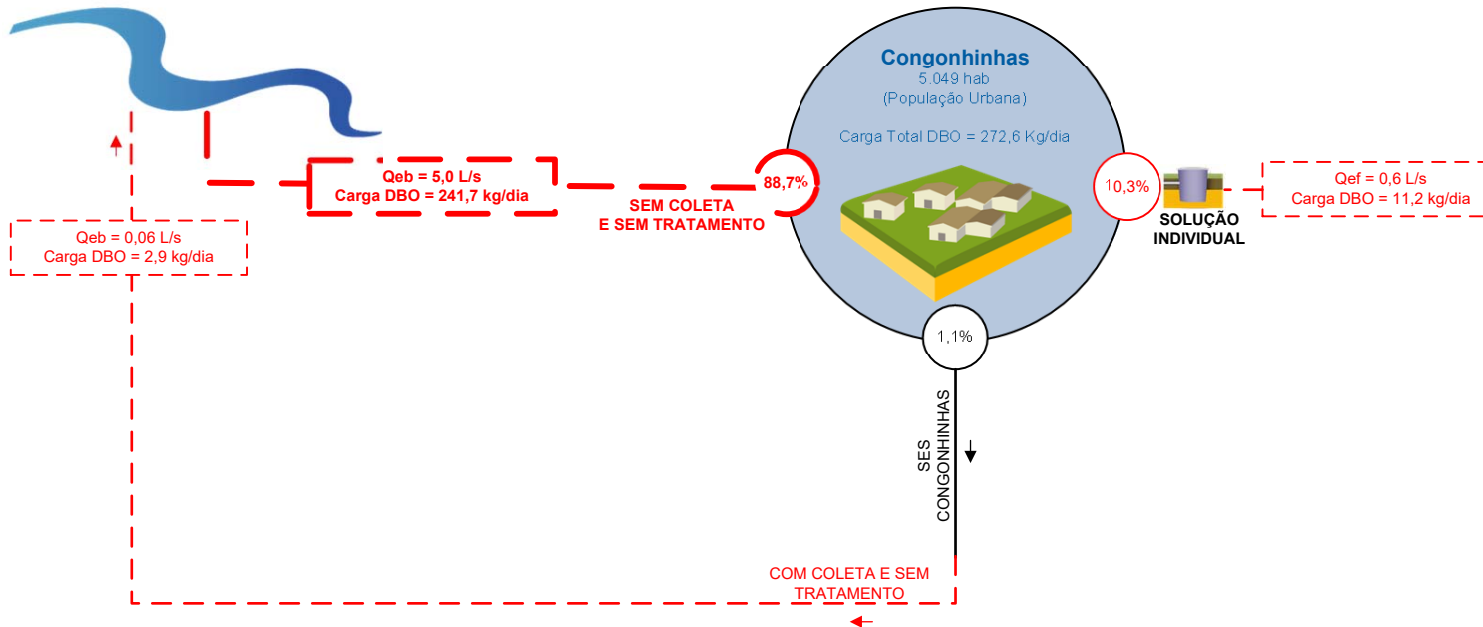 Congonhinhas
5.049 hab
(População Urbana)
Carga Total DBO = 272,6 Kg/dia
Qeb = 5,0 L/s
Carga DBO = 241,7 kg/dia
SEM COLETA
E SEM TRATAMENTO
88,7%
10,3%
SOLUÇÃO
INDIVIDUAL
Qef = 0,6 L/s
Carga DBO = 11,2 kg/dia
Qeb = 0,06 L/s
Carga DBO = 2,9 kg/dia
1,1%
SES
CONGONHINHAS
COM COLETA E SEM
TRATAMENTO